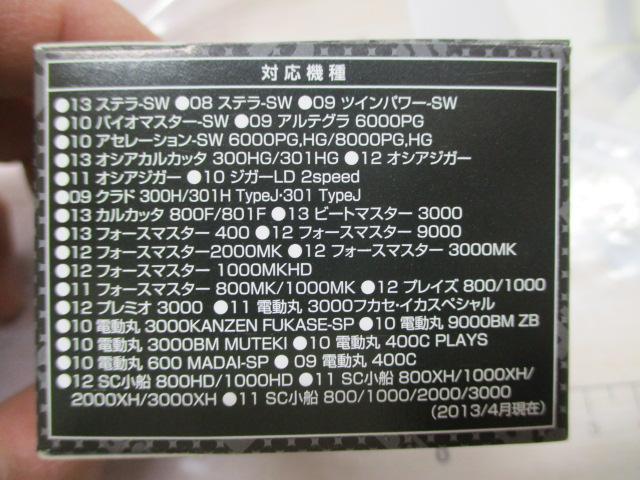 対応機種
●13 ステラ-SW ●08 ステラ-SW ●09 ツインパワー-SW
●10 バイオマスター-SW ●09 アルテグラ 6000PG
●10 アセレーション-SW 6000PG,HG/8000PG,HG
●13 オシアカルカッタ 300HG/301HG ●12 オシアジガー
●11 オシアジガー ●10 ジガーLD 2speed
●09 クラド 300H/301H TypeJ・301 TypeJ
●13 カルカッタ 800F/801F ●13 ビートマスター 3000
●13 フォースマスター 400 ●12 フォースマスター 9000
●12 フォースマスター2000MK ●12 フォースマスター 3000MK
●12 フォースマスター 1000MKHD
●11 フォースマスター 800MK/1000MK ●12 プレイズ 800/1000
●12 プレミオ 3000 ●11 電動丸 3000フカセ・イカスペシャル
●10 電動丸 3000KANZEN FUKASE-SP ●10 電動丸 9000BM ZB
●10 電動丸 3000BM MUTEKI ●10 電動丸 400C PLAYS
●10 電動丸 600 MADAI-SP ●09 電動丸 400C
●12 SC小船 800HD/1000HD ●11 SC小船 800XH/1000XH/
2000XH/3000XH ●11 SC小船 800/1000/2000/3000
(2013/4月現在)